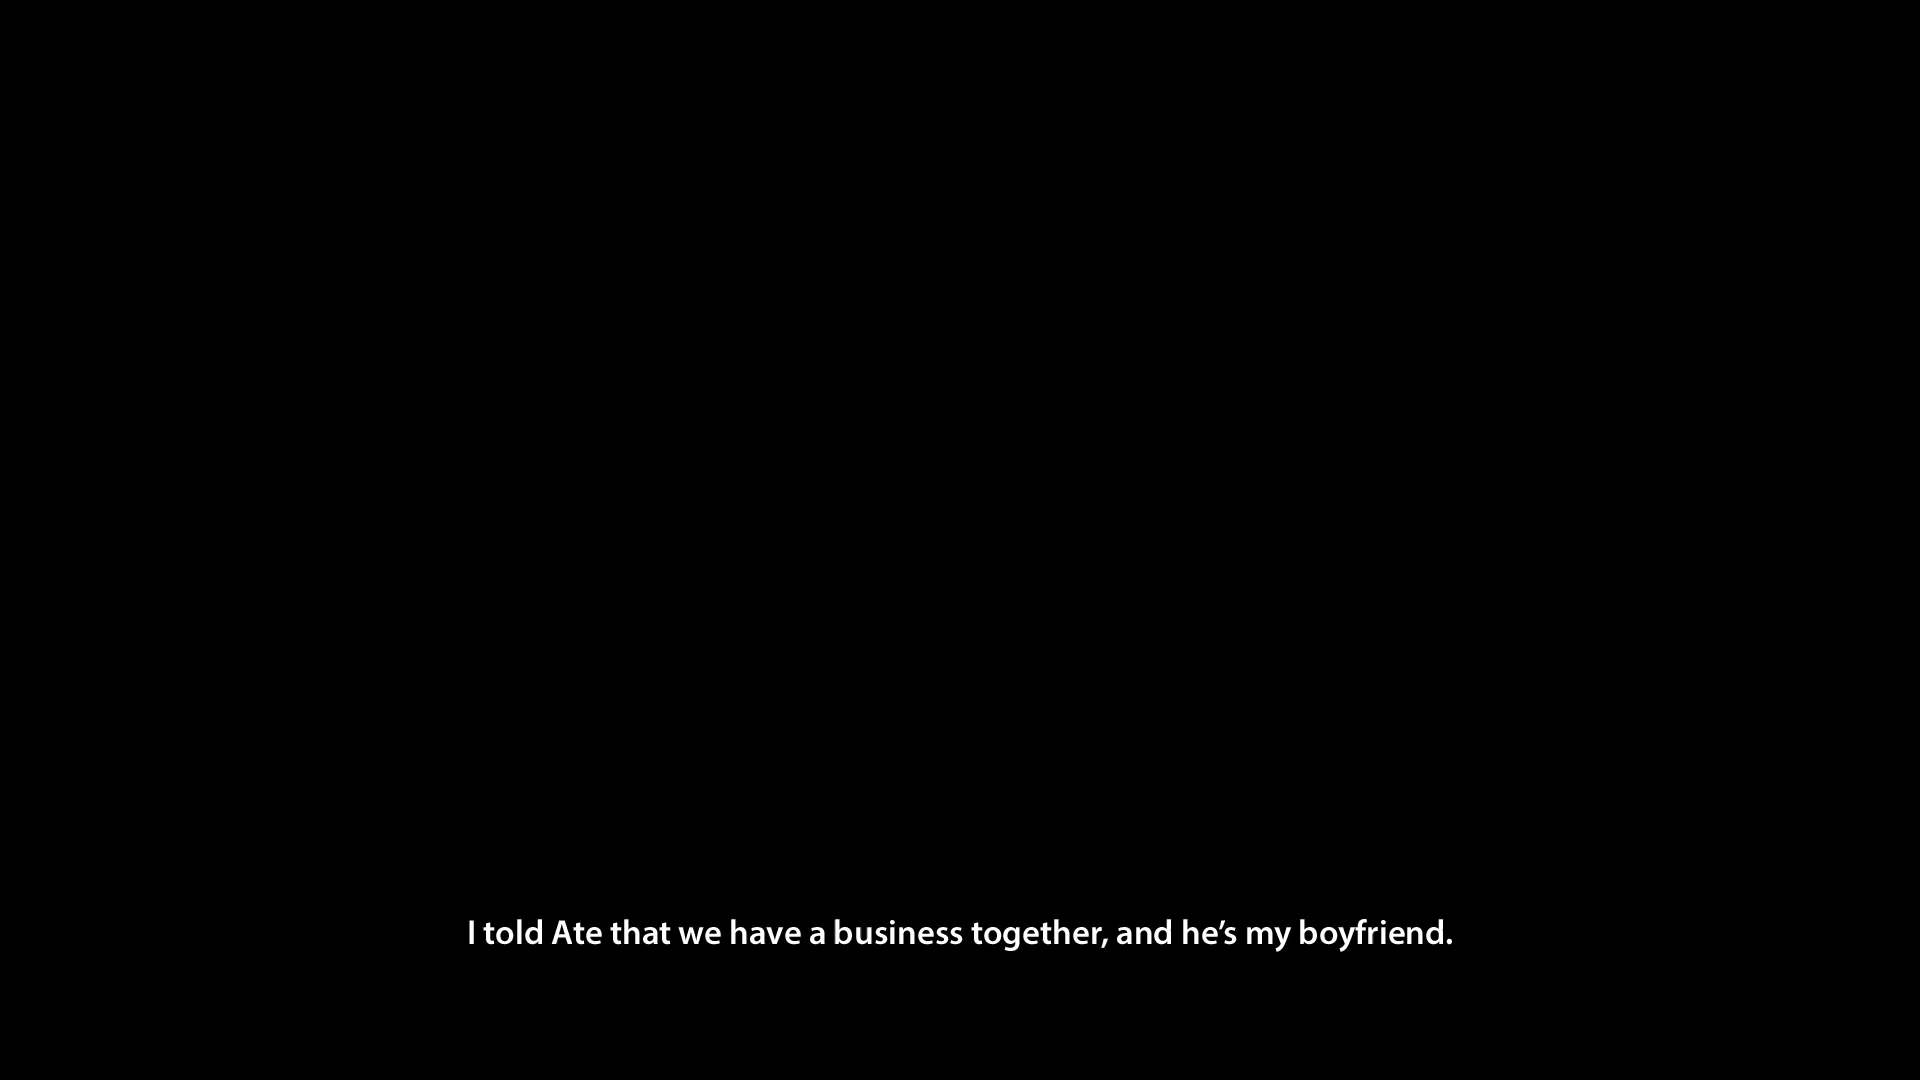 I told Ate that we have a business together, and he’s my boyfriend.